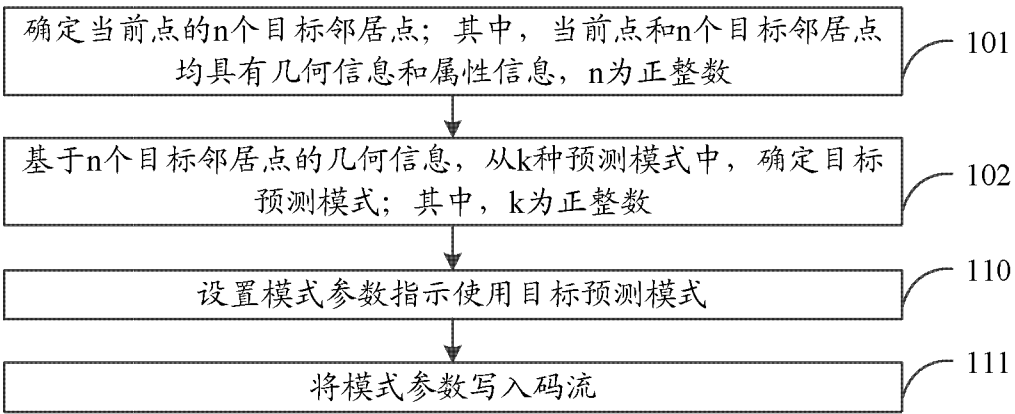 确定当前点的n个目标邻居点；其中，当前点和n个目标邻居点
均具有几何信息和属性信息，n为正整数
101
基于n个目标邻居点的几何信息，从k种预测模式中，确定目标
预测模式；其中，k为正整数
102
设置模式参数指示使用目标预测模式
110
将模式参数写入码流
111